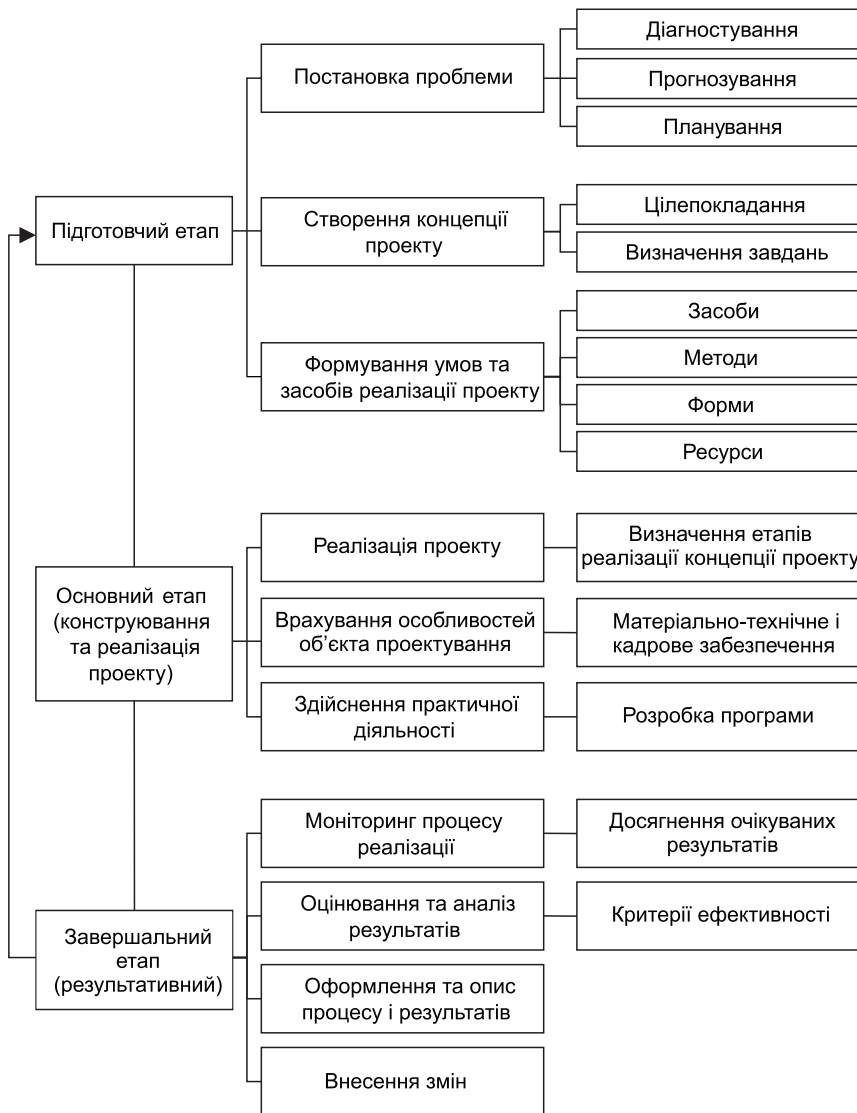 Підготовчий етап
Постановка проблеми
Діагностування
Прогнозування
Планування
Створення концепції
проекту
Цілепокладання
Визначення завдань
Формування умов та
засобів реалізації проекту
Засоби
Методи
Форми
Ресурси
Основний етап
(конструювання
та реалізація
проекту)
Реалізація проекту
Визначення етапів
реалізації концепції проекту
Врахування особливостей
об’єкта проектування
Матеріально-технічне і
кадрове забезпечення
Здійснення практичної
діяльності
Розробка програми
Завершальний
етап
(результативний)
Моніторинг процесу
реалізації
Досягнення очікуваних
результатів
Оцінювання та аналіз
результатів
Критерії ефективності
Оформлення та опис
процесу і результатів
Внесення змін